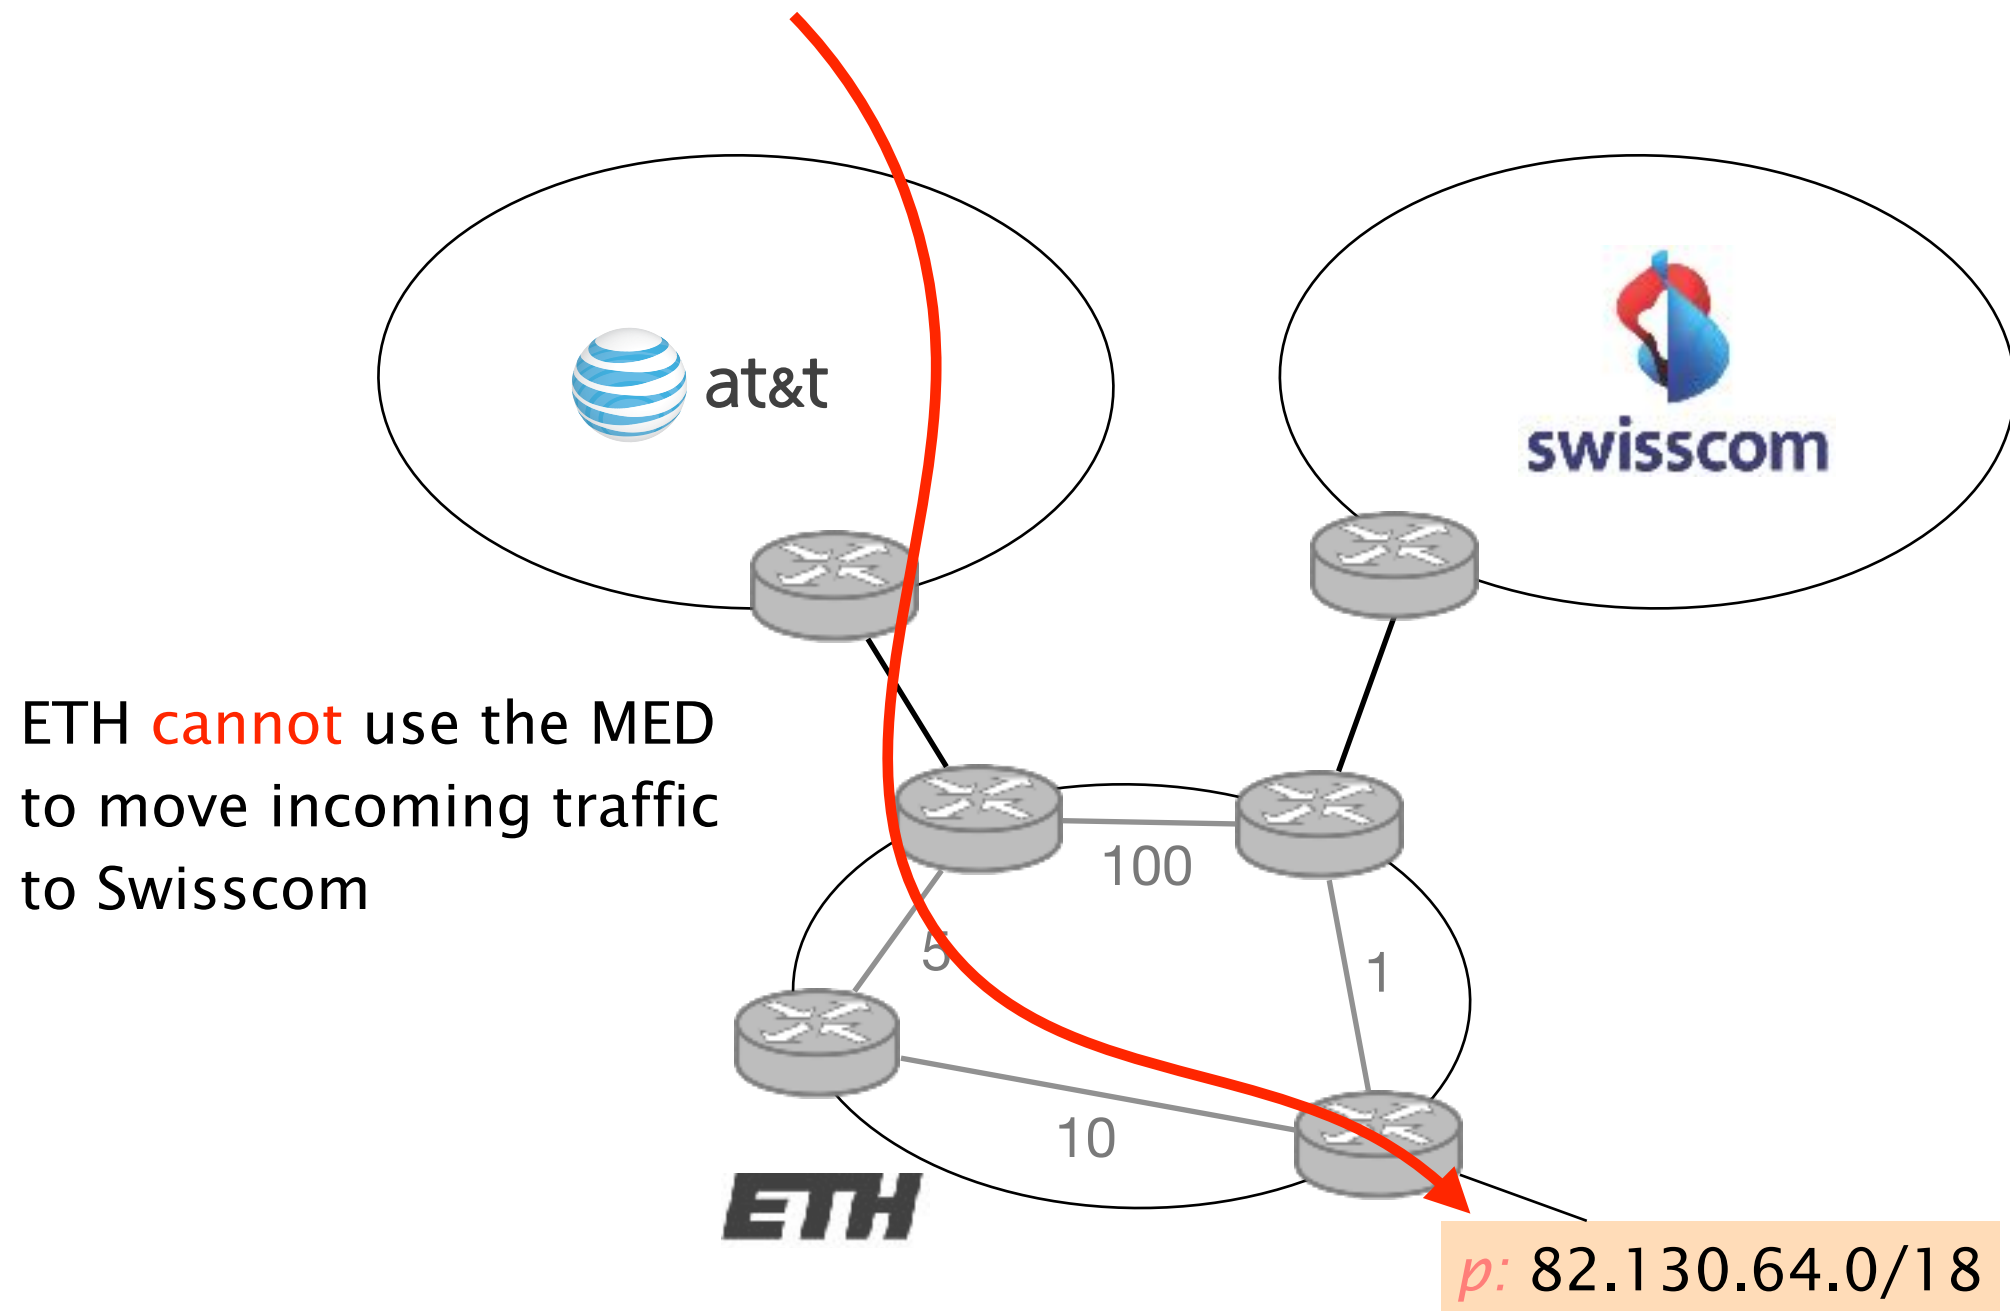 at&t
swisscom
ETH cannot use the MED
to move incoming traffic
to Swisscom
100
5
1
10
ETH
p: 82.130.64.0/18